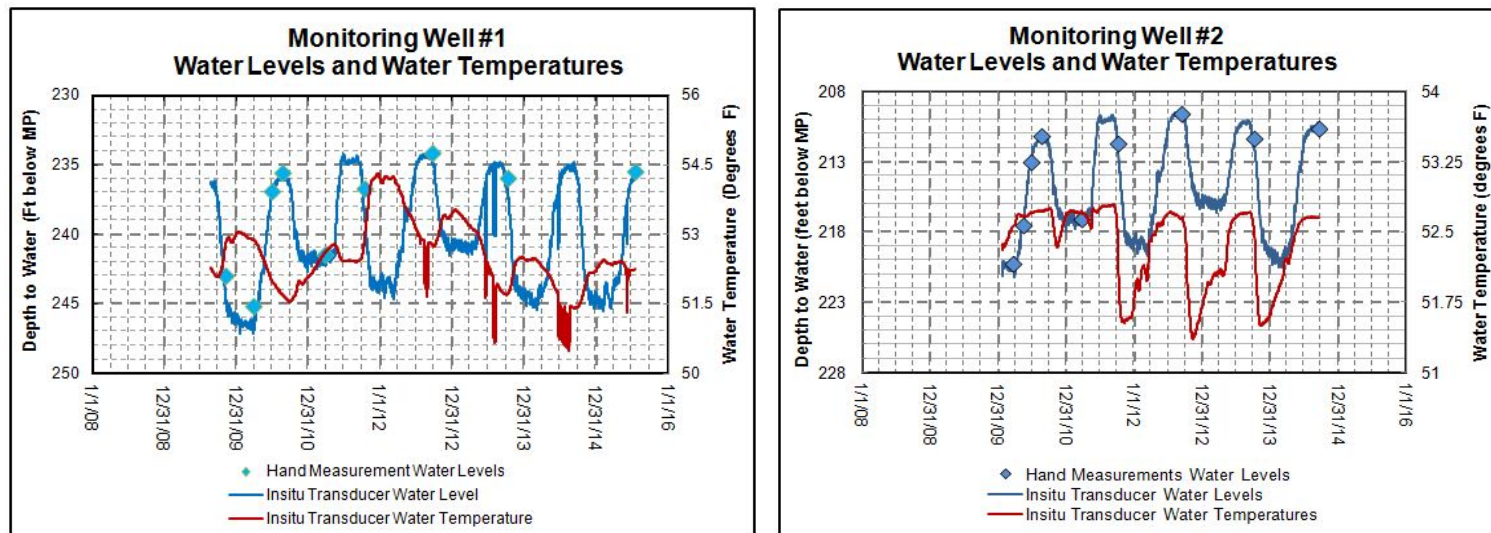 Monitoring Well #1
Water Levels and Water Temperatures
Depth to Water (Ft below MP)
230
235
240
245
250
56
54.5
53
51.5
50
Water Temperature (Degrees F)
1/1/08
12/31/08
12/31/09
12/31/10
1/1/12
12/31/12
12/31/13
12/31/14
1/1/16
Hand Measurement Water Levels
Insitu Transducer Water Level
Insitu Transducer Water Temperature
Monitoring Well #2
Water Levels and Water Temperatures
Depth to Water (feet below MP)
208
213
218
223
228
54
53.25
52.5
51.75
51
Water Temperature (degrees F)
1/1/08
12/31/08
12/31/09
12/31/10
1/1/12
12/31/12
12/31/13
12/31/14
1/1/16
Hand Measurements Water Levels
Insitu Transducer Water Levels
Insitu Transducer Water Temperatures